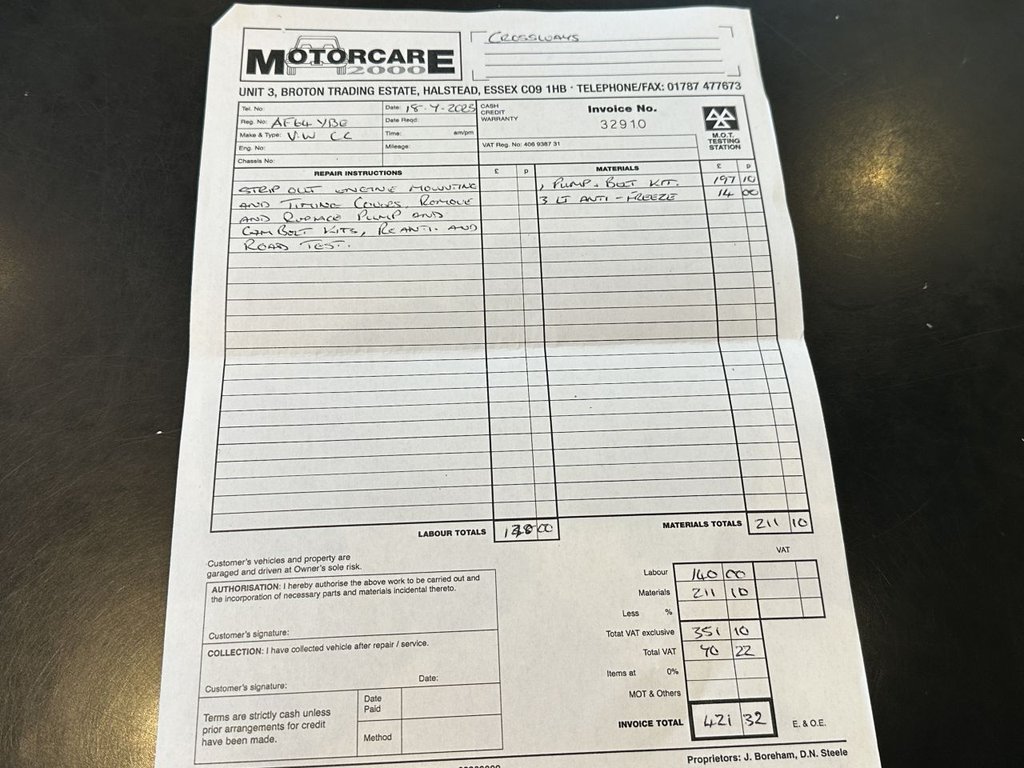 MOTORCARE
2000
CROSSWAYS
UNIT 3, BROTON TRADING ESTATE, HALSTEAD, ESSEX CO9 1HB · TELEPHONE/FAX: 01787 477673
Tel. No:
Date: 18-7-2025
CASH
CREDIT
WARRANTY
Invoice No.
32910
M.O.T.
TESTING
STATION
Reg. No: AF64 VBE
Date Reqd:
Make & Type: V.W CC
Time: am/pm
Eng. No:
Mileage:
VAT Reg. No: 406 9387 31
Chassis No:
REPAIR INSTRUCTIONS £ p MATERIALS £ p
STRIP OUT ENGINE MOUNTING
AND TIMING COVERS, REMOVE
AND REPLACE PUMP AND
CAMBELT KITS, RE ANTI. AND
ROAD TEST.
1 PUMP + BELT KIT. 197 10
3 LT ANTI-FREEZE 14 00
LABOUR TOTALS 00
MATERIALS TOTALS 211 10
Customer's vehicles and property are
garaged and driven at Owner's sole risk.
AUTHORISATION: I hereby authorise the above work to be carried out and
the incorporation of necessary parts and materials incidental thereto.
Customer's signature:
COLLECTION: I have collected vehicle after repair / service.
Date:
Customer's signature:
Terms are strictly cash unless
prior arrangements for credit
have been made.
Date
Paid
Method
VAT
Labour 140 00
Materials 211 10
Less %
Total VAT exclusive 351 10
Total VAT 70 22
Items at 0%
MOT & Others
INVOICE TOTAL 421 32 E. & O.E.
Proprietors: J. Boreham, D.N. Steele